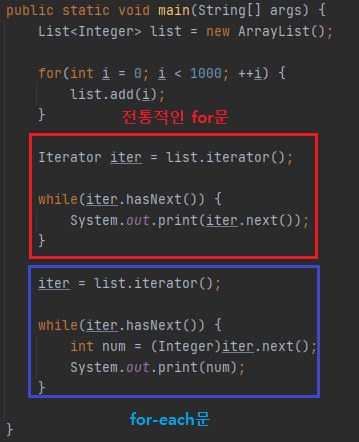 public static void main(String[] args) {
List<Integer> list = new ArrayList();
for(int i = 0; i < 1000; ++i) {
list.add(i);
}
전통적인 for문
Iterator iter = list.iterator();
while(iter.hasNext()) {
System.out.print(iter.next());
}
iter = list.iterator();
while(iter.hasNext()) {
int num = (Integer)iter.next();
System.out.print(num);
}
for-each문
}